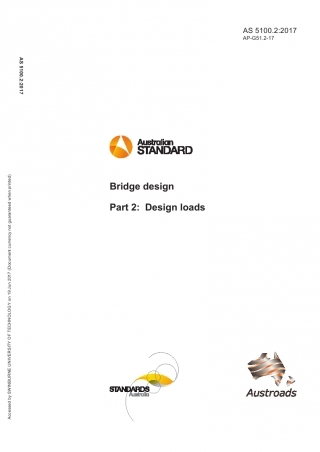 AS 5100.2:2017
AP-G51.2-17
AS 5100.2-2017
Australian
STANDARD
Bridge design
Part 2: Design loads
Accessed by SWINBURNE UNIVERSITY OF TECHNOLOGY on 19 Jun 2017 (Document currency not guaranteed when printed)
STANDARDS
Australia
Austroads